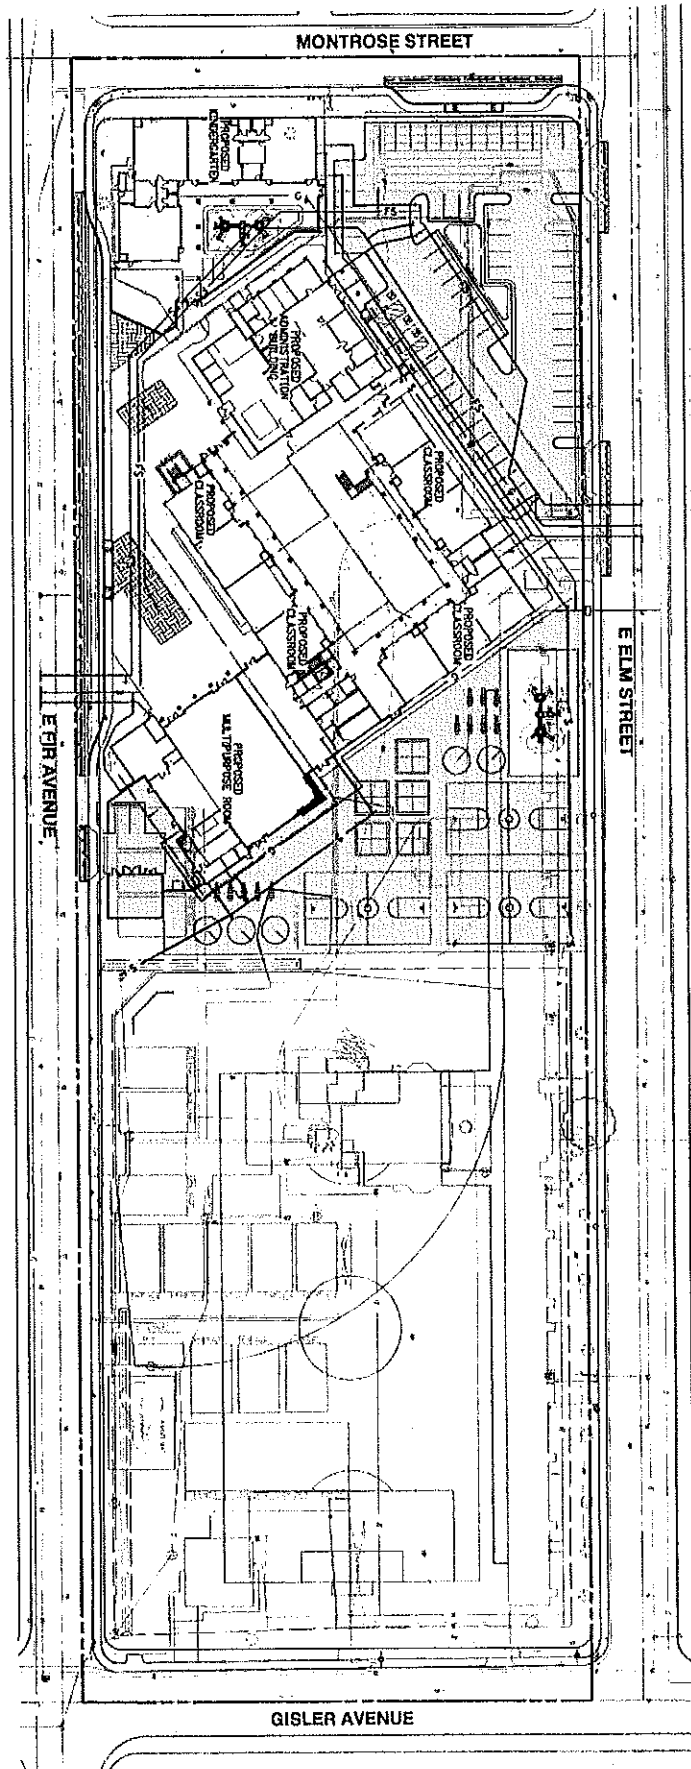 MONTROSE STREET
PROPOSED
KINDERGARTEN
PROPOSED
ADMINISTRATION
BUILDING
PROPOSED
CLASSROOM
PROPOSED
CLASSROOM
PROPOSED
CLASSROOM
PROPOSED
CLASSROOM
PROPOSED
MULTIPURPOSE ROOM
E ELM STREET
E FIR AVENUE
GISLER AVENUE